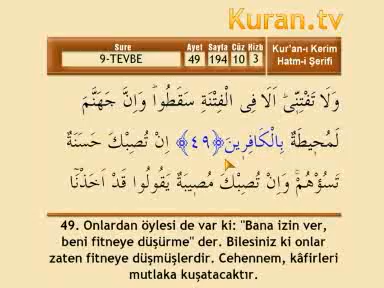 Kuran.tv
Sure Ayet Sayfa Cüz Hizb
9-TEVBE 49 194 10 3
Kur'an-ı Kerim
Hatm-i Şerifi
وَلَا تَفْتِنّ۪ىۜ اَلَا فِى الْفِتْنَةِ سَقَطُواۜ وَاِنَّ جَهَنَّمَ
لَمُح۪يطَةٌ بِالْكَافِر۪ينَ ﴿٤٩﴾ اِنْ تُصِبْكَ حَسَنَةٌ
تَسُؤْهُمْۚ وَاِنْ تُصِبْكَ مُص۪يبَةٌ يَقُولُوا قَدْ اَخَذْنَٓا
49. Onlardan öylesi de var ki: "Bana izin ver,
beni fitneye düşürme" der. Bilesiniz ki onlar
zaten fitneye düşmüşlerdir. Cehennem, kâfirleri
mutlaka kuşatacaktır.